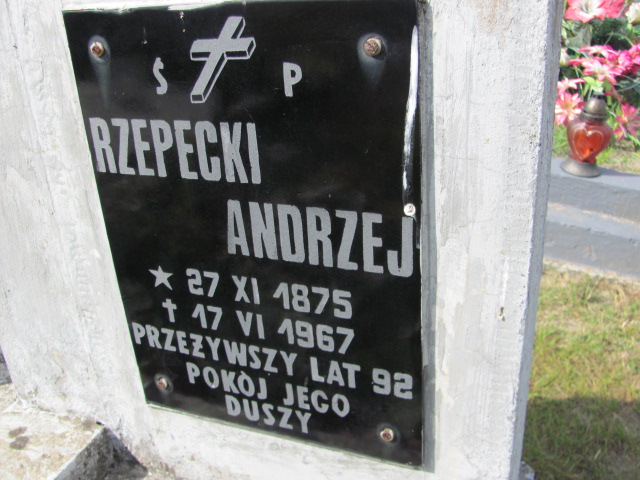 Ś P
RZEPECKI
ANDRZEJ
27 XI 1875
17 VI 1967
PRZEŻYWSZY LAT 92
POKÓJ JEGO
DUSZY